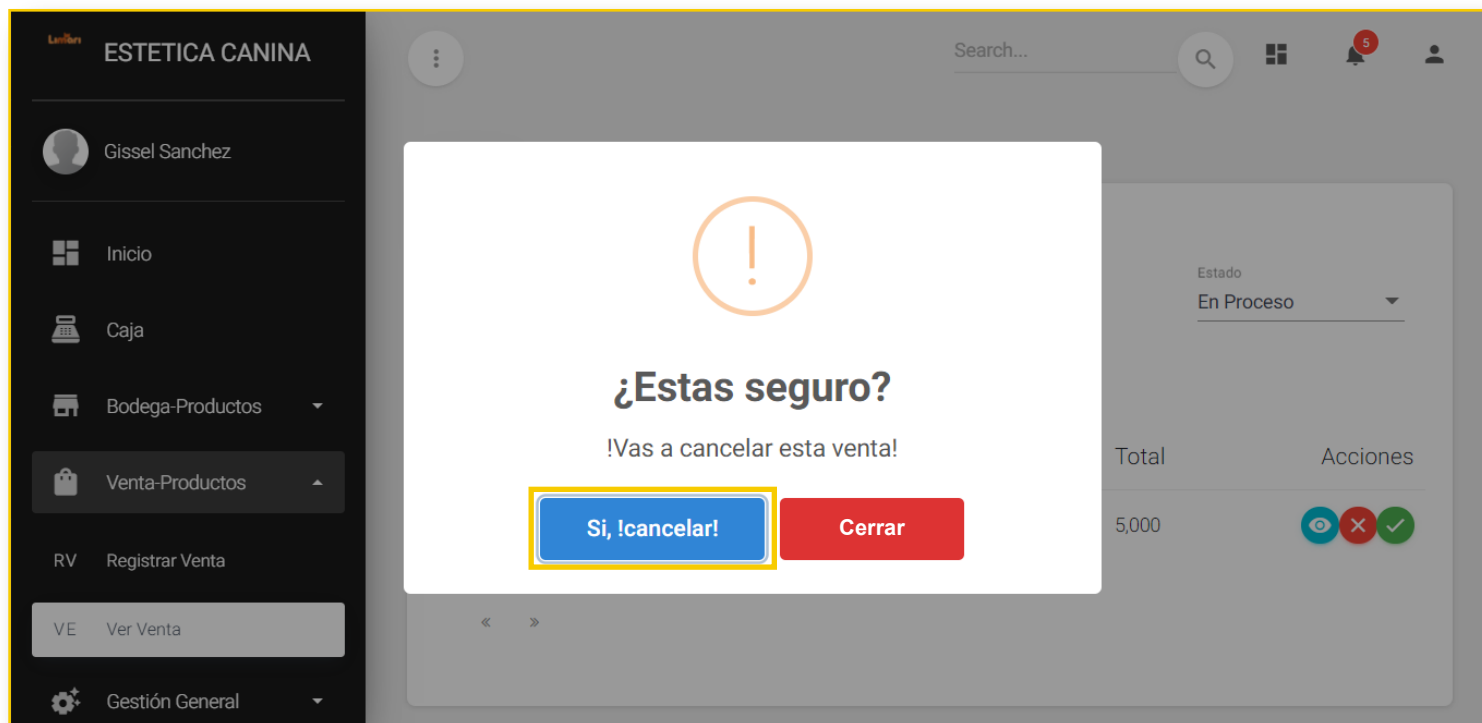 ESTETICA CANINA
Search...
5
Gissel Sanchez
Inicio
Caja
Bodega-Productos
Venta-Productos
RV Registrar Venta
VE Ver Venta
Gestión General
Estado
En Proceso
!
¿Estas seguro?
!Vas a cancelar esta venta!
Si, !cancelar!
Cerrar
Total Acciones
5,000
« »